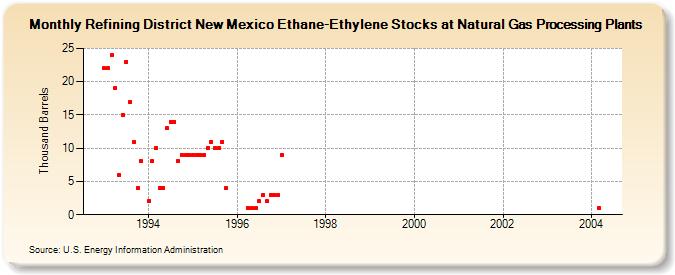 Monthly Refining District New Mexico Ethane-Ethylene Stocks at Natural Gas Processing Plants
Thousand Barrels
25
20
15
10
5
0
1994 1996 1998 2000 2002 2004
Source: U.S. Energy Information Administration